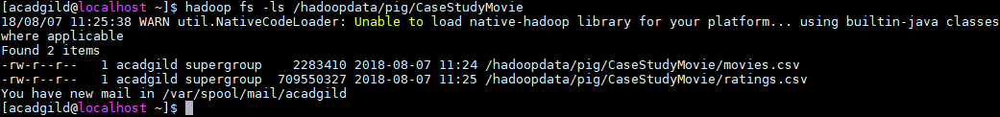 [acadgild@localhost ~]$ hadoop fs -ls /hadoopdata/pig/CaseStudyMovie
18/08/07 11:25:38 WARN util.NativeCodeLoader: Unable to load native-hadoop library for your platform... using builtin-java classes
where applicable
Found 2 items
-rw-r--r--   1 acadgild supergroup    2283410 2018-08-07 11:24 /hadoopdata/pig/CaseStudyMovie/movies.csv
-rw-r--r--   1 acadgild supergroup  709550327 2018-08-07 11:25 /hadoopdata/pig/CaseStudyMovie/ratings.csv
You have new mail in /var/spool/mail/acadgild
[acadgild@localhost ~]$